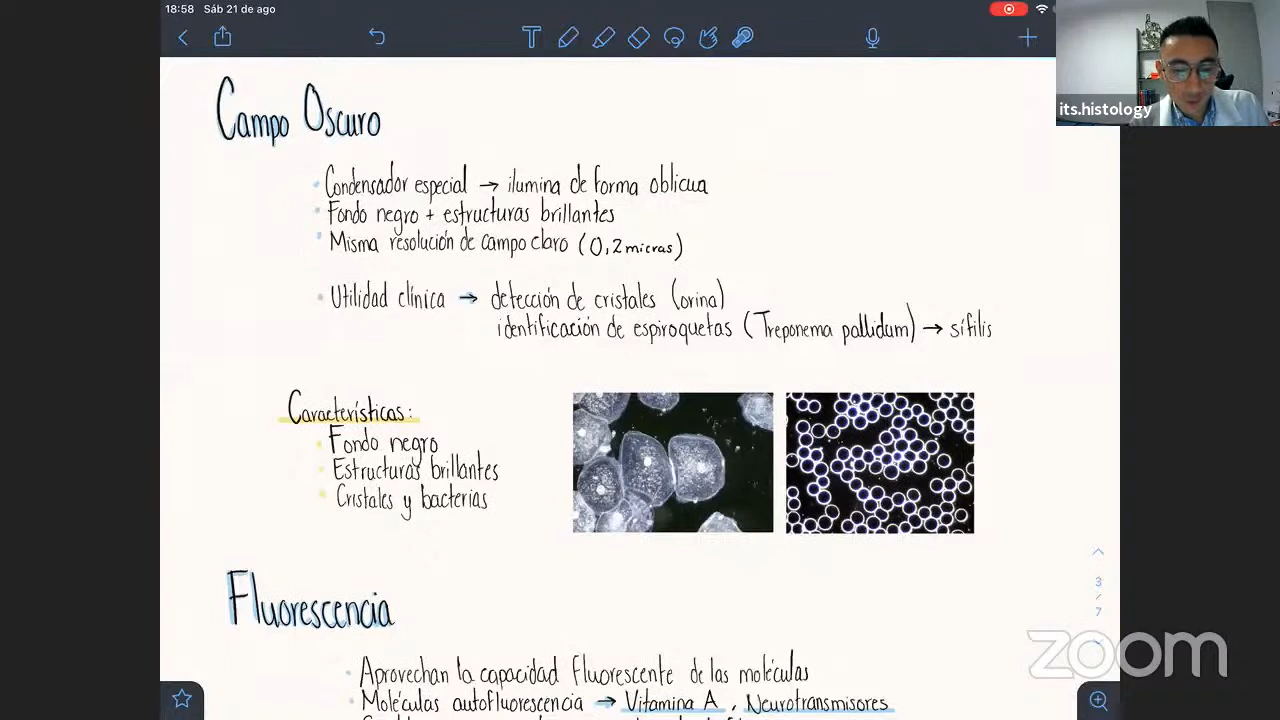 18:58 Sáb 21 de ago
its.histology
Campo Oscuro
Condensador especial → ilumina de forma oblicua
Fondo negro + estructuras brillantes
Misma resolución de campo claro (0,2 micras)
Utilidad clínica → detección de cristales (orina)
identificación de espiroquetas (Treponema pallidum) → sífilis
Características:
Fondo negro
Estructuras brillantes
Cristales y bacterias
Fluorescencia
3
/
7
Aprovechan la capacidad fluorescente de las moléculas
Moléculas autofluorescencia → Vitamina A, Neurotransmisores
zoom